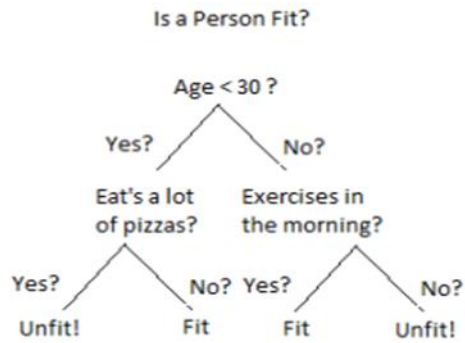 Is a Person Fit?
Age < 30 ?
Yes?
No?
Eat's a lot
of pizzas?
Exercises in
the morning?
Yes?
No?
Yes?
No?
Unfit!
Fit
Fit
Unfit!